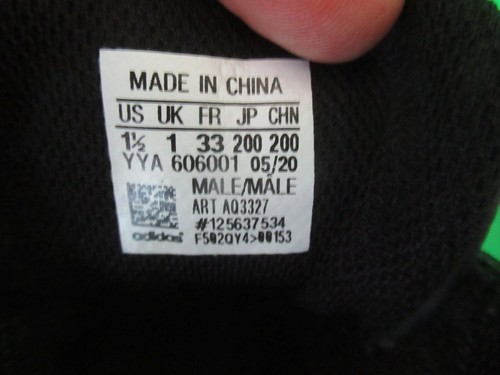 MADE IN CHINA
US UK FR JP CHN
1½ 1 33 200 200
YYA 606001 05/20
MALE/MÂLE
ART AQ3327
#125637534
adidas F502QY4>00153